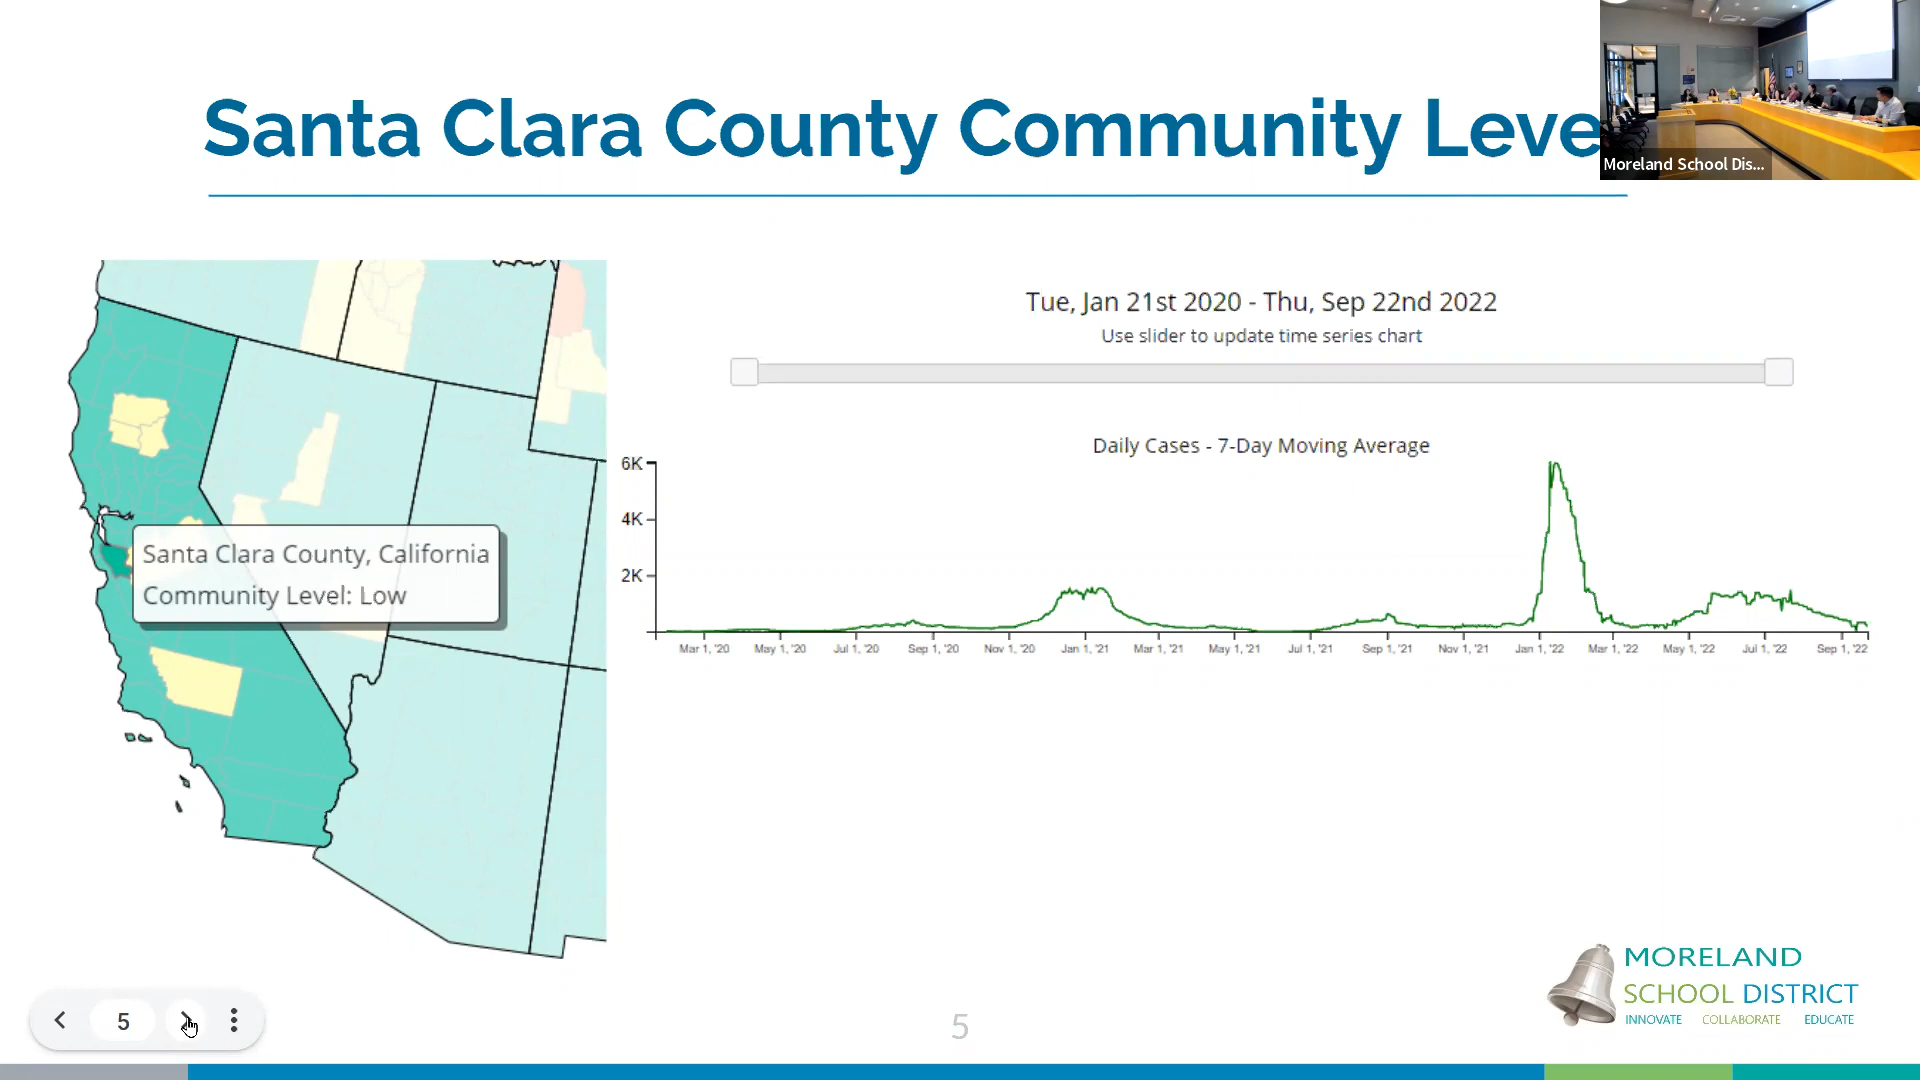 Santa Clara County Community Leve
Moreland School Dis...
Tue, Jan 21st 2020 - Thu, Sep 22nd 2022
Use slider to update time series chart
Daily Cases - 7-Day Moving Average
6K
4K
2K
Mar 1, '20 May 1, '20 Jul 1, '20 Sep 1, '20 Nov 1, '20 Jan 1, '21 Mar 1, '21 May 1, '21 Jul 1, '21 Sep 1, '21 Nov 1, '21 Jan 1, '22 Mar 1, '22 May 1, '22 Jul 1, '22 Sep 1, '22
Santa Clara County, California
Community Level: Low
MORELAND
SCHOOL DISTRICT
INNOVATE COLLABORATE EDUCATE
5
5